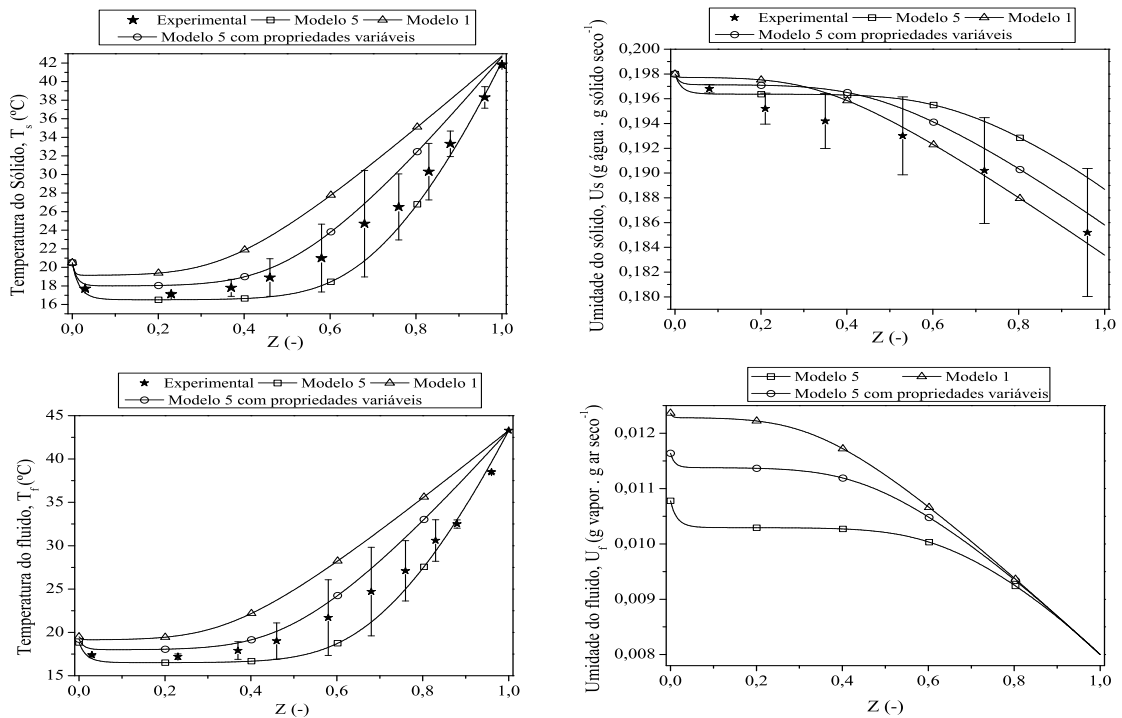 Experimental Modelo 5 Modelo 1
Modelo 5 com propriedades variáveis
Temperatura do Sólido, Ts (ºC)
42
40
38
36
34
32
30
28
26
24
22
20
18
16
0,0 0,2 0,4 0,6 0,8 1,0
Z (-)
Experimental Modelo 5 Modelo 1
Modelo 5 com propriedades variáveis
Umidade do sólido, Us (g água . g sólido seco-1)
0,200
0,198
0,196
0,194
0,192
0,190
0,188
0,186
0,184
0,182
0,180
0,0 0,2 0,4 0,6 0,8 1,0
Z (-)
Experimental Modelo 5 Modelo 1
Modelo 5 com propriedades variáveis
Temperatura do fluido, Tf (ºC)
45
40
35
30
25
20
15
0,0 0,2 0,4 0,6 0,8 1,0
Z (-)
Modelo 5 Modelo 1
Modelo 5 com propriedades variáveis
Umidade do fluido, Uf (g vapor . g ar seco-1)
0,012
0,011
0,010
0,009
0,008
0,0 0,2 0,4 0,6 0,8 1,0
Z (-)